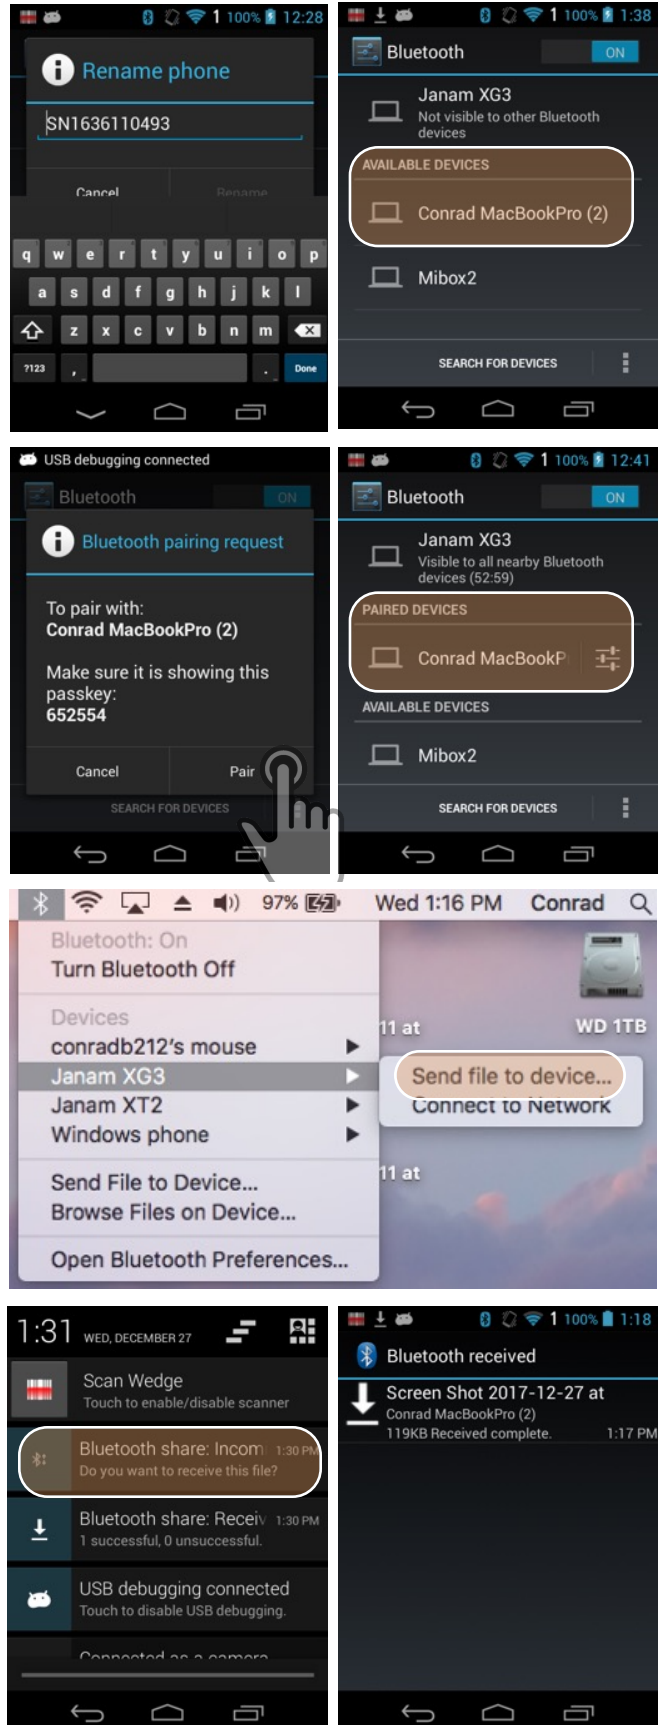 1 100% 12:28
Rename phone
SN1636110493
Cancel Rename
q w e r t y u i o p
a s d f g h j k l
z x c v b n m
?123 , . Done
1 100% 1:38
Bluetooth ON
Janam XG3
Not visible to other Bluetooth
devices
AVAILABLE DEVICES
Conrad MacBookPro (2)
Mibox2
SEARCH FOR DEVICES
USB debugging connected
Bluetooth ON
Bluetooth pairing request
To pair with:
Conrad MacBookPro (2)
Make sure it is showing this
passkey:
652554
Cancel Pair
SEARCH FOR DEVICES
1 100% 12:41
Bluetooth ON
Janam XG3
Visible to all nearby Bluetooth
devices (52:59)
PAIRED DEVICES
Conrad MacBookP
AVAILABLE DEVICES
Mibox2
SEARCH FOR DEVICES
97% Wed 1:16 PM Conrad
Bluetooth: On
Turn Bluetooth Off
Devices
conradb212's mouse
Janam XG3
Janam XT2
Windows phone
Send File to Device...
Browse Files on Device...
Open Bluetooth Preferences...
Send file to device...
Connect to Network
WD 1TB
11 at
11 at
1:31 WED, DECEMBER 27
Scan Wedge
Touch to enable/disable scanner
Bluetooth share: Incom 1:30 PM
Do you want to receive this file?
Bluetooth share: Receiv 1:30 PM
1 successful, 0 unsuccessful.
USB debugging connected
Touch to disable USB debugging.
Connected as a camera
1 100% 1:18
Bluetooth received
Screen Shot 2017-12-27 at
Conrad MacBookPro (2)
119KB Received complete. 1:17 PM